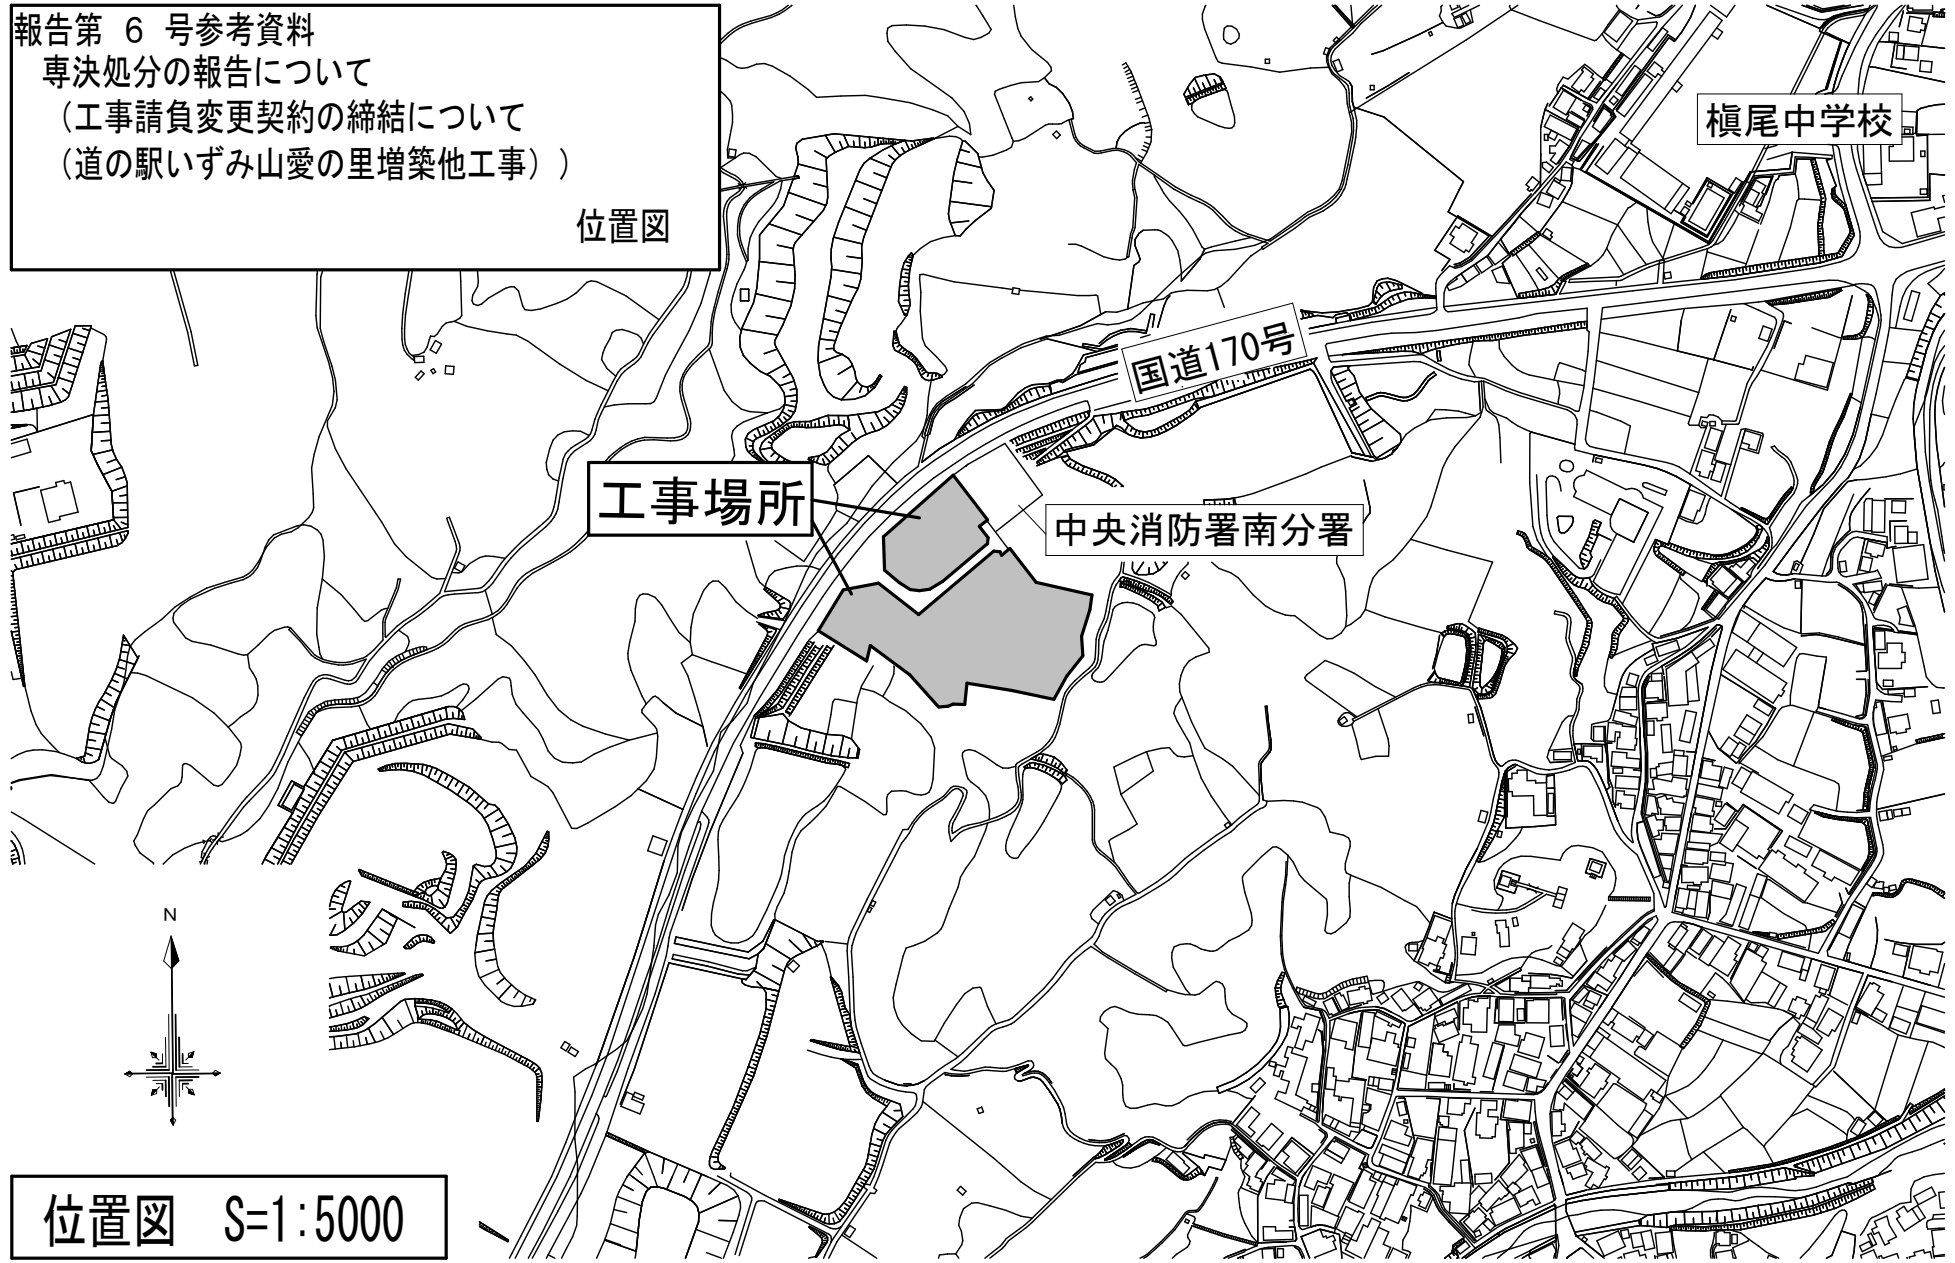 報告第 6 号参考資料
専決処分の報告について
（工事請負変更契約の締結について
（道の駅いずみ山愛の里増築他工事））
位置図
槇尾中学校
国道170号
工事場所
中央消防署南分署
N
位置図 S=1:5000